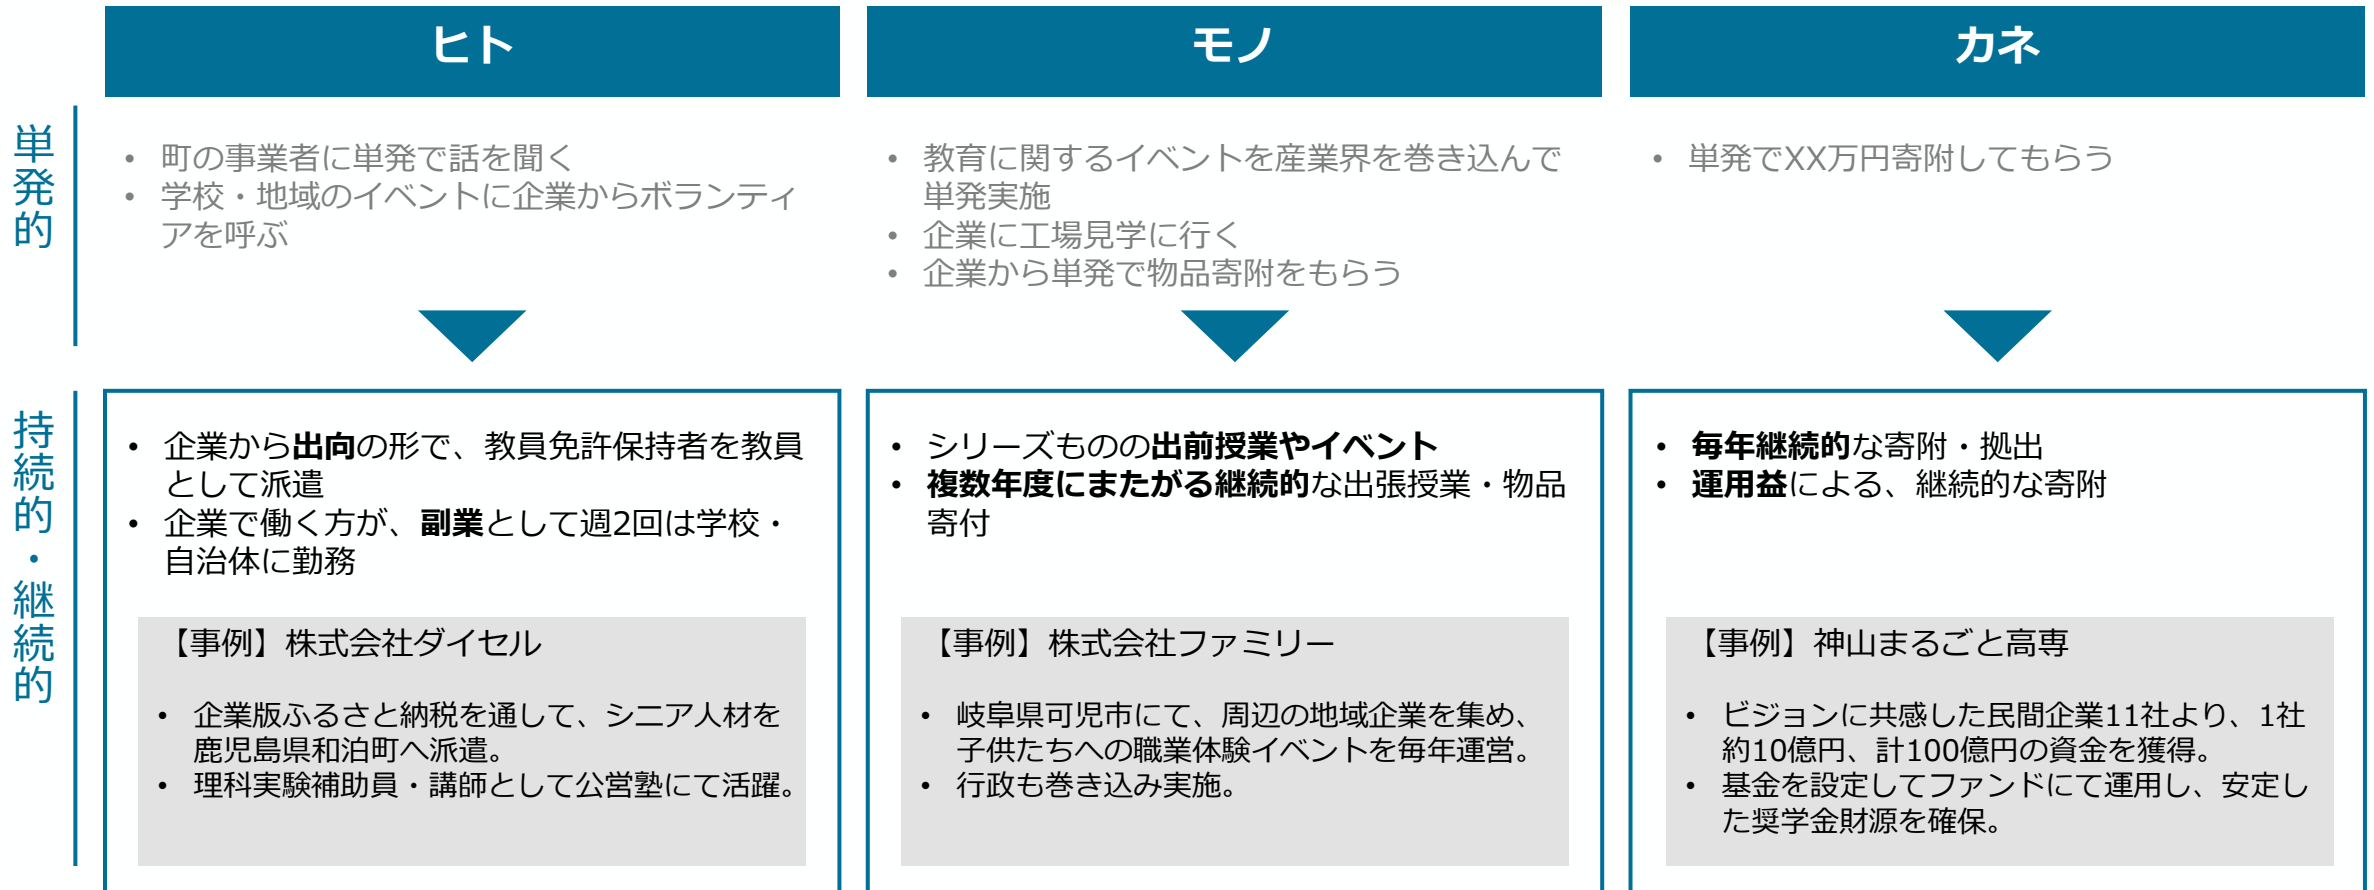 ヒト
モノ
カネ
単発的
• 町の事業者に単発で話を聞く
• 学校・地域のイベントに企業からボランティ
アを呼ぶ
• 教育に関するイベントを産業界を巻き込んで
単発実施
• 企業に工場見学に行く
• 企業から単発で物品寄附をもらう
• 単発でXX万円寄附してもらう
持続的・継続的
• 企業から出向の形で、教員免許保持者を教員
として派遣
• 企業で働く方が、副業として週2回は学校・
自治体に勤務
【事例】株式会社ダイセル
• 企業版ふるさと納税を通して、シニア人材を
鹿児島県和泊町へ派遣。
• 理科実験補助員・講師として公営塾にて活躍。
• シリーズものの出前授業やイベント
• 複数年度にまたがる継続的な出張授業・物品
寄付
【事例】株式会社ファミリー
• 岐阜県可児市にて、周辺の地域企業を集め、
子供たちへの職業体験イベントを毎年運営。
• 行政も巻き込み実施。
• 毎年継続的な寄附・拠出
• 運用益による、継続的な寄附
【事例】神山まるごと高専
• ビジョンに共感した民間企業11社より、1社
約10億円、計100億円の資金を獲得。
• 基金を設定してファンドにて運用し、安定し
た奨学金財源を確保。